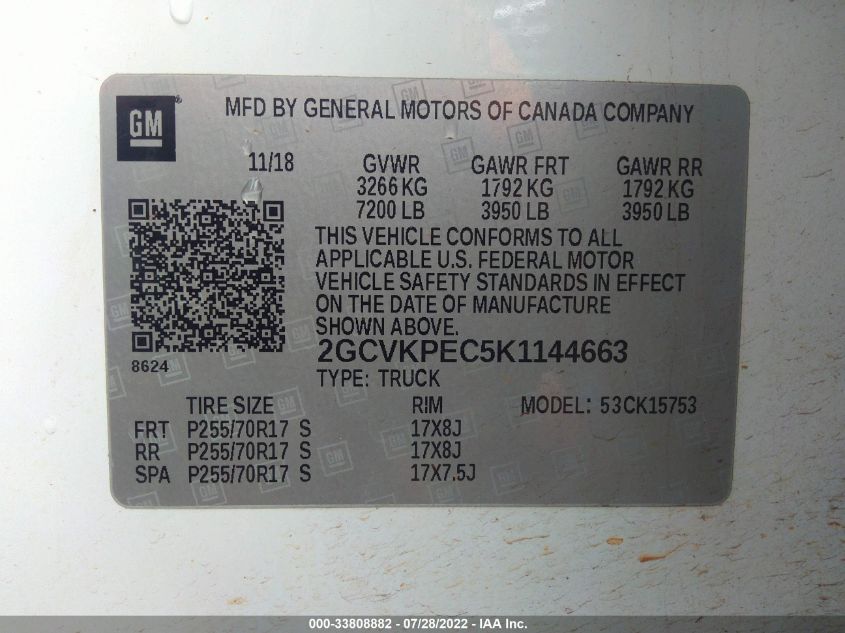 GM
MFD BY GENERAL MOTORS OF CANADA COMPANY
11/18 GVWR GAWR FRT GAWR RR
3266 KG 1792 KG 1792 KG
7200 LB 3950 LB 3950 LB
THIS VEHICLE CONFORMS TO ALL
APPLICABLE U.S. FEDERAL MOTOR
VEHICLE SAFETY STANDARDS IN EFFECT
ON THE DATE OF MANUFACTURE
SHOWN ABOVE.
2GCVKPEC5K1144663
8624
TYPE: TRUCK
TIRE SIZE RIM MODEL: 53CK15753
FRT P255/70R17 S 17X8J
RR P255/70R17 S 17X8J
SPA P255/70R17 S 17X7.5J
000-33808882 - 07/28/2022 - IAA Inc.